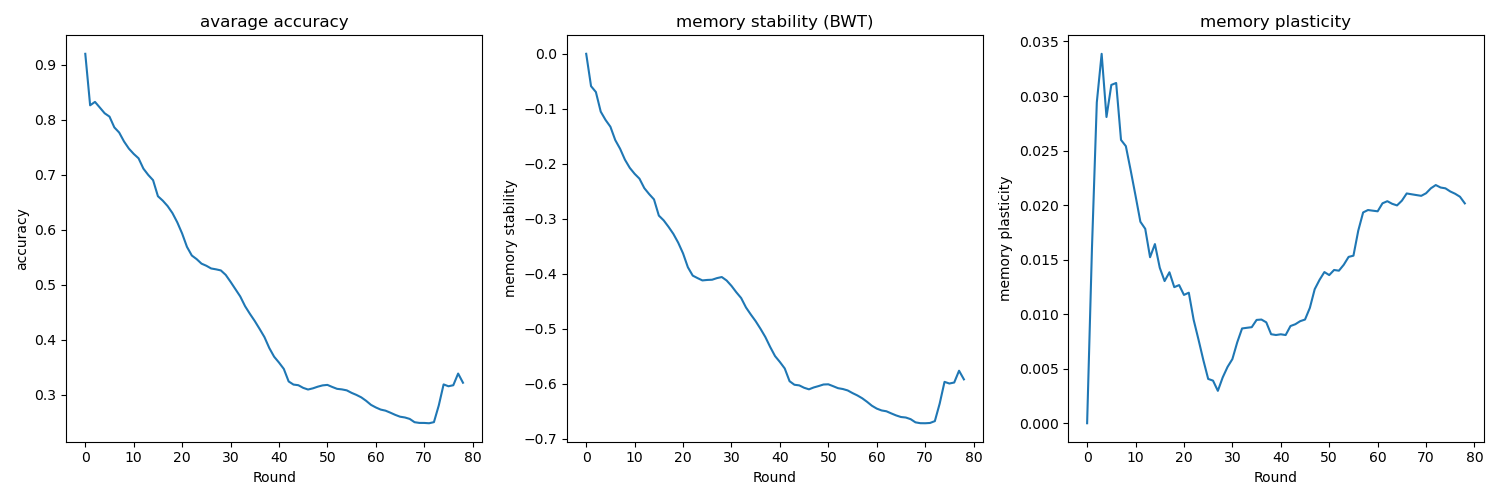 avarage accuracy
accuracy
0.9
0.8
0.7
0.6
0.5
0.4
0.3
0 10 20 30 40 50 60 70 80
Round
memory stability (BWT)
memory stability
0.0
−0.1
−0.2
−0.3
−0.4
−0.5
−0.6
−0.7
0 10 20 30 40 50 60 70 80
Round
memory plasticity
memory plasticity
0.035
0.030
0.025
0.020
0.015
0.010
0.005
0.000
0 10 20 30 40 50 60 70 80
Round